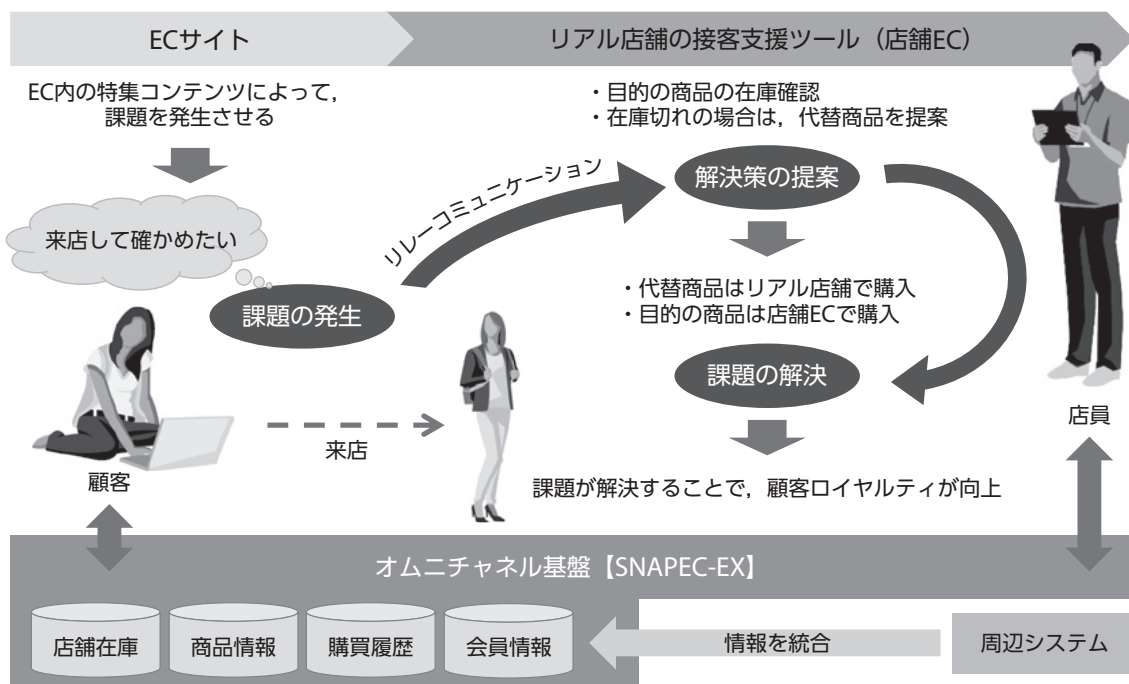 ECサイト
リアル店舗の接客支援ツール（店舗EC）
EC内の特集コンテンツによって，
課題を発生させる
・目的の商品の在庫確認
・在庫切れの場合は，代替商品を提案
来店して確かめたい
リレーコミュニケーション
解決策の提案
課題の発生
・代替商品はリアル店舗で購入
・目的の商品は店舗ECで購入
課題の解決
来店
顧客
店員
課題が解決することで，顧客ロイヤルティが向上
オムニチャネル基盤【SNAPEC-EX】
店舗在庫
商品情報
購買履歴
会員情報
情報を統合
周辺システム